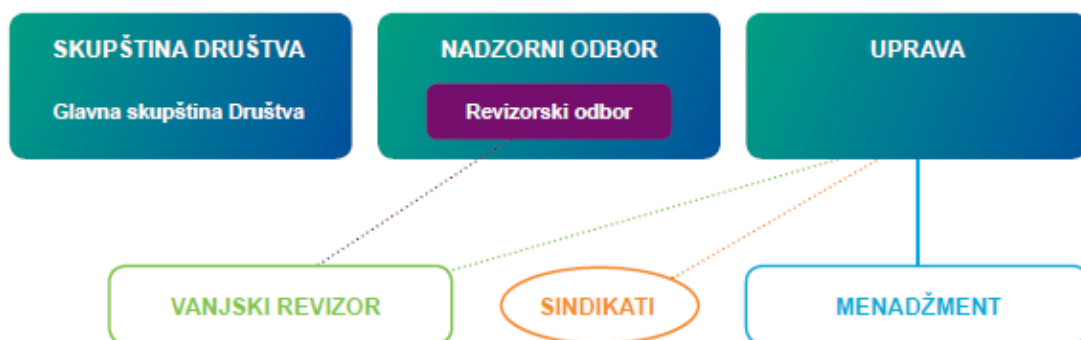 SKUPŠTINA DRUŠTVA
Glavna skupština Društva
NADZORNI ODBOR
Revizorski odbor
UPRAVA
VANJSKI REVIZOR
SINDIKATI
MENADŽMENT